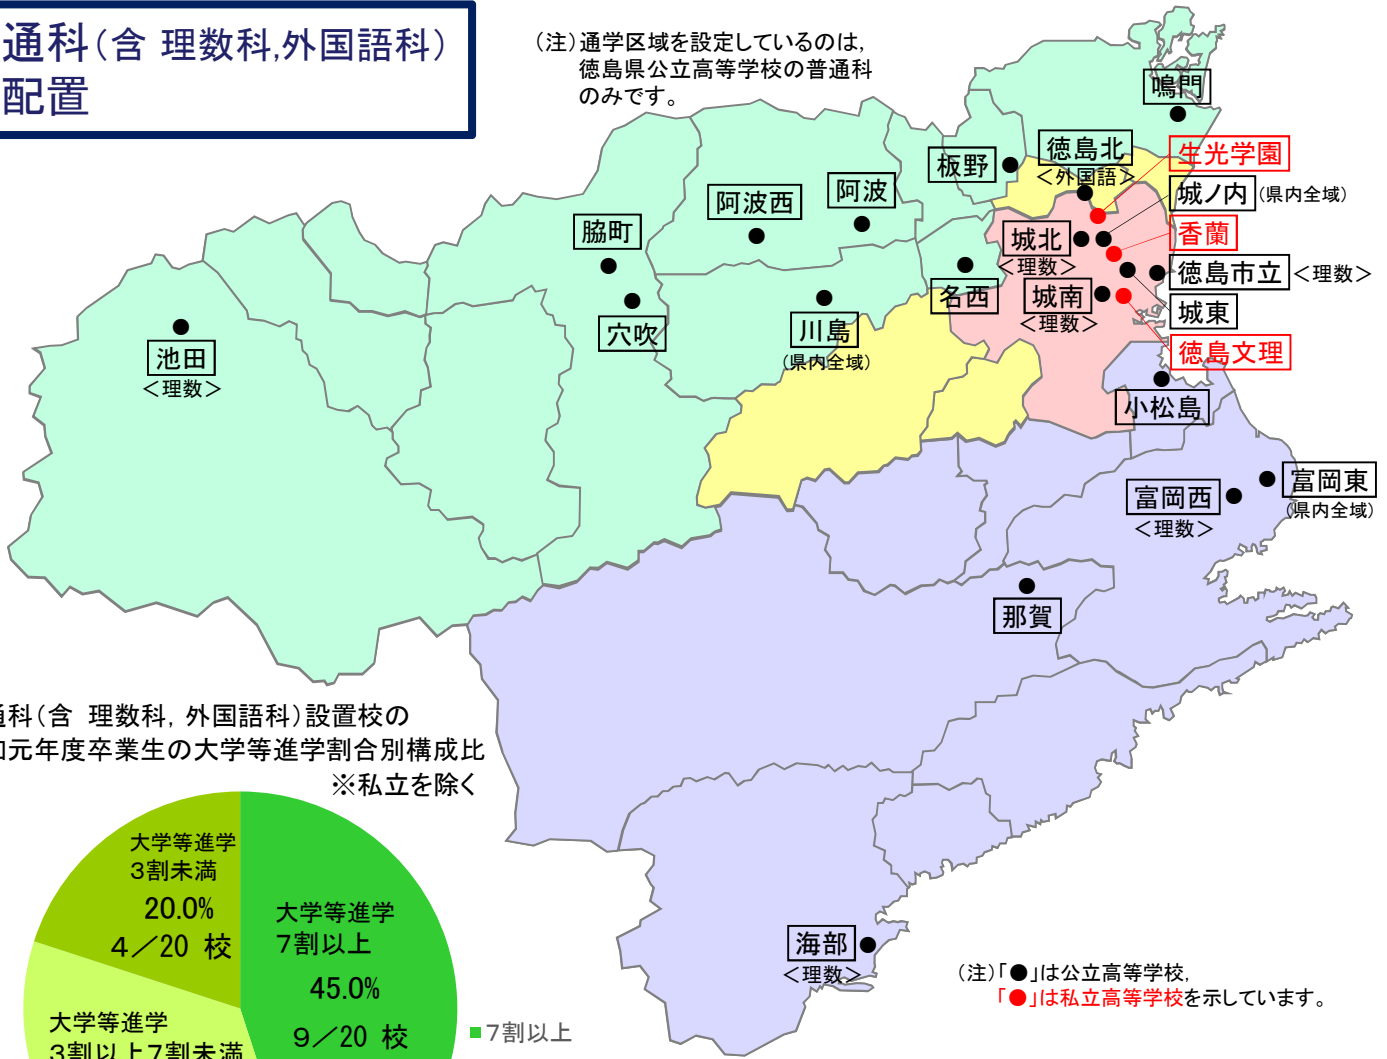 通科(含 理数科,外国語科)
配置
(注)通学区域を設定しているのは,
徳島県公立高等学校の普通科
のみです。
鳴門
徳島北
＜外国語＞
板野
生光学園
城ノ内(県内全域)
香蘭
阿波
阿波西
脇町
城北
＜理数＞
徳島市立＜理数＞
名西
城南
＜理数＞
城東
穴吹
川島
(県内全域)
池田
＜理数＞
徳島文理
小松島
富岡東
(県内全域)
富岡西
＜理数＞
那賀
通科(含 理数科, 外国語科)設置校の
和元年度卒業生の大学等進学割合別構成比
※私立を除く
大学等進学
3割未満
20.0%
4／20 校
大学等進学
7割以上
45.0%
9／20 校
大学等進学
3割以上7割未満
7割以上
海部
＜理数＞
(注)「●」は公立高等学校,
「●」は私立高等学校を示しています。